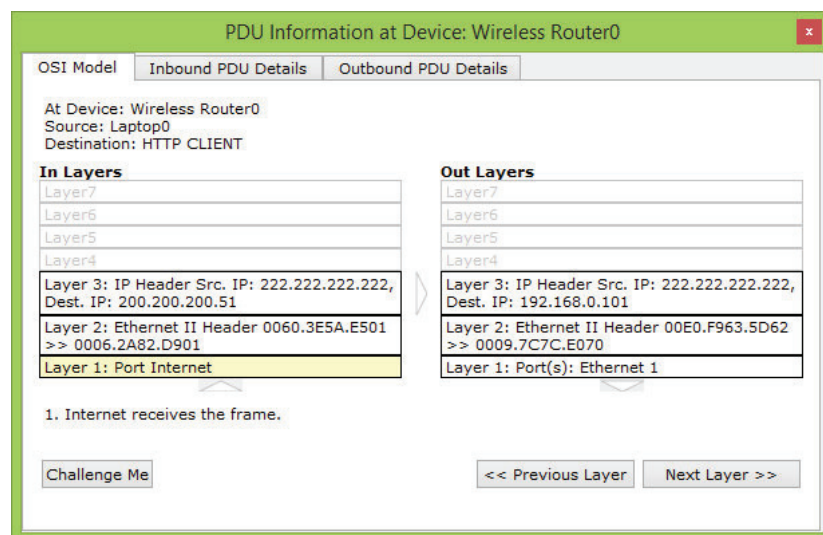 PDU Information at Device: Wireless Router0
x
OSI Model
Inbound PDU Details
Outbound PDU Details
At Device: Wireless Router0
Source: Laptop0
Destination: HTTP CLIENT
In Layers
Layer7
Layer6
Layer5
Layer4
Layer 3: IP Header Src. IP: 222.222.222.222,
Dest. IP: 200.200.200.51
Layer 2: Ethernet II Header 0060.3E5A.E501
>> 0006.2A82.D901
Layer 1: Port Internet
Out Layers
Layer7
Layer6
Layer5
Layer4
Layer 3: IP Header Src. IP: 222.222.222.222,
Dest. IP: 192.168.0.101
Layer 2: Ethernet II Header 00E0.F963.5D62
>> 0009.7C7C.E070
Layer 1: Port(s): Ethernet 1
1. Internet receives the frame.
Challenge Me
<< Previous Layer
Next Layer >>